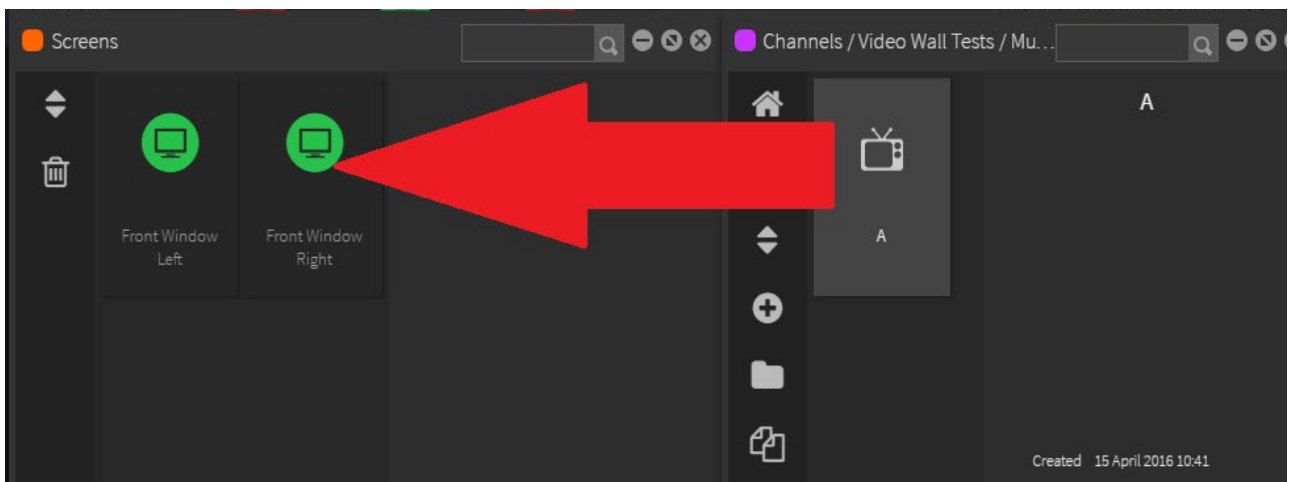 Screens
Channels / Video Wall Tests / Mu...
Front Window
Left
Front Window
Right
A
A
Created 15 April 2016 10:41